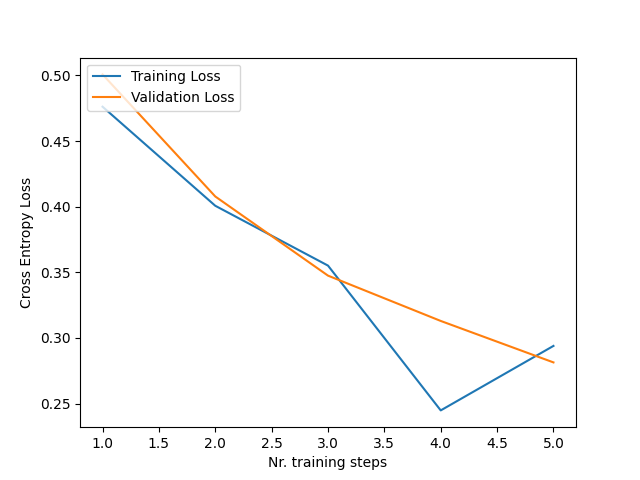 Training Loss
Validation Loss
0.50
0.45
0.40
0.35
0.30
0.25
Cross Entropy Loss
1.0 1.5 2.0 2.5 3.0 3.5 4.0 4.5 5.0
Nr. training steps